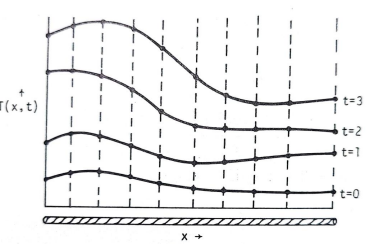 t=3
T(x,t)
↑
t=2
t=1
t=0
x →